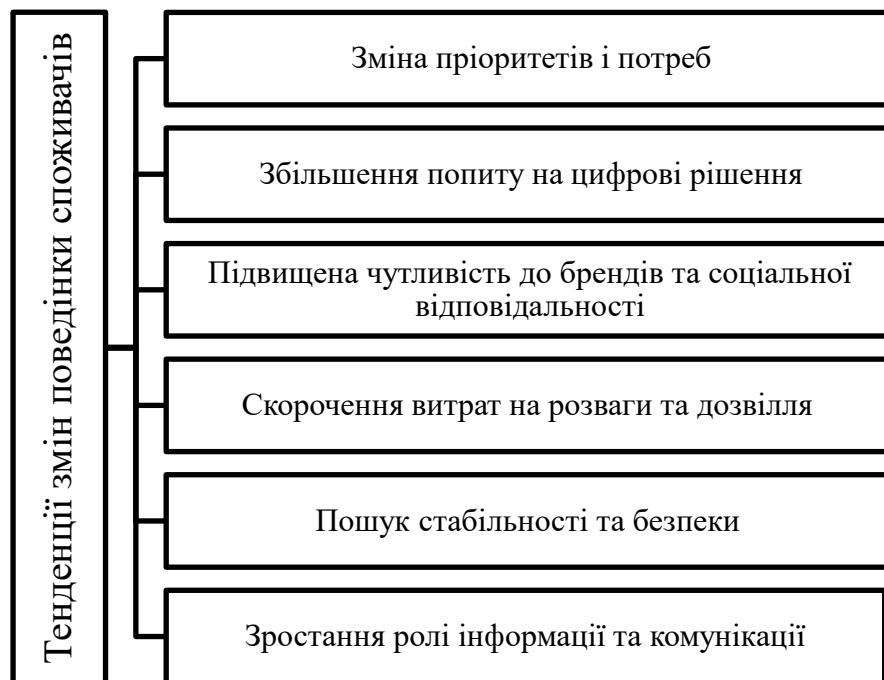 Тенденції змін поведінки споживачів
Зміна пріоритетів і потреб
Збільшення попиту на цифрові рішення
Підвищена чутливість до брендів та соціальної
відповідальності
Скорочення витрат на розваги та дозвілля
Пошук стабільності та безпеки
Зростання ролі інформації та комунікації